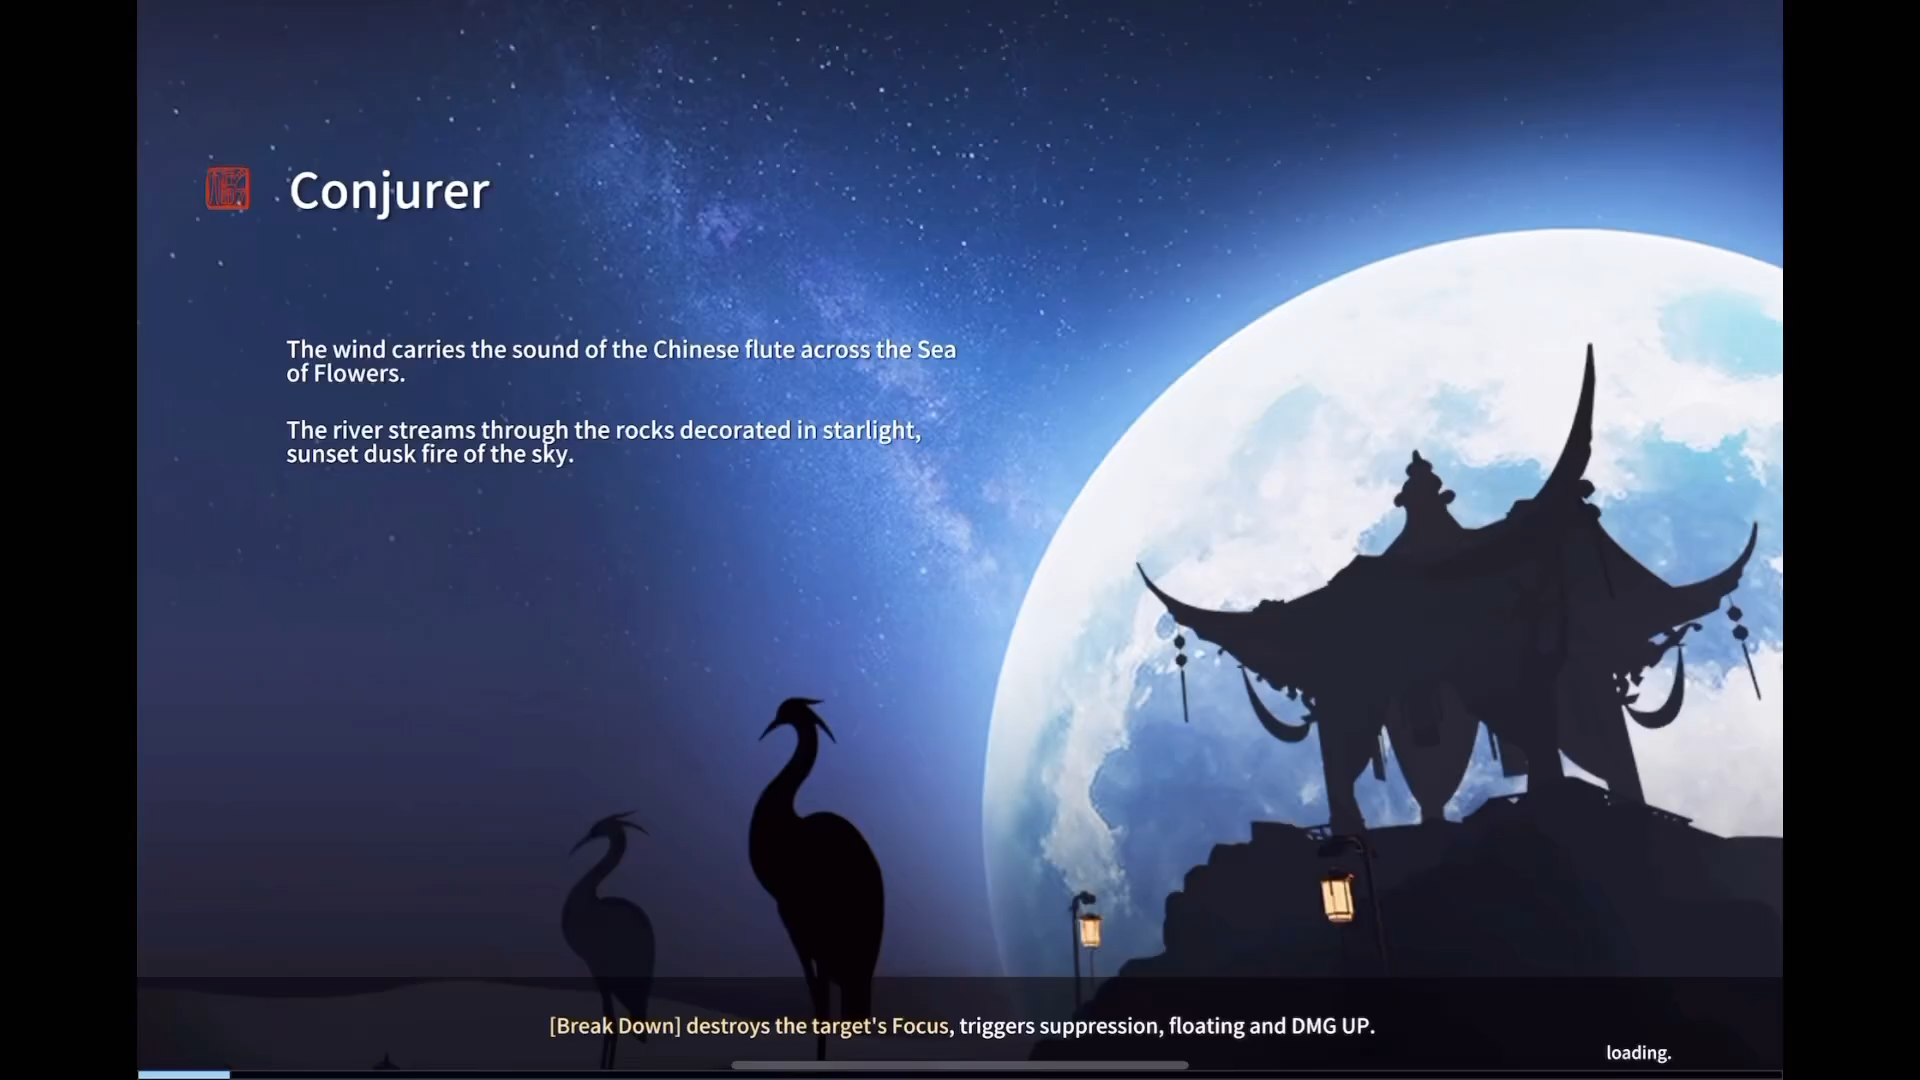 Conjurer
The wind carries the sound of the Chinese flute across the Sea
of Flowers.
The river streams through the rocks decorated in starlight,
sunset dusk fire of the sky.
[Break Down] destroys the target's Focus, triggers suppression, floating and DMG UP.
loading.